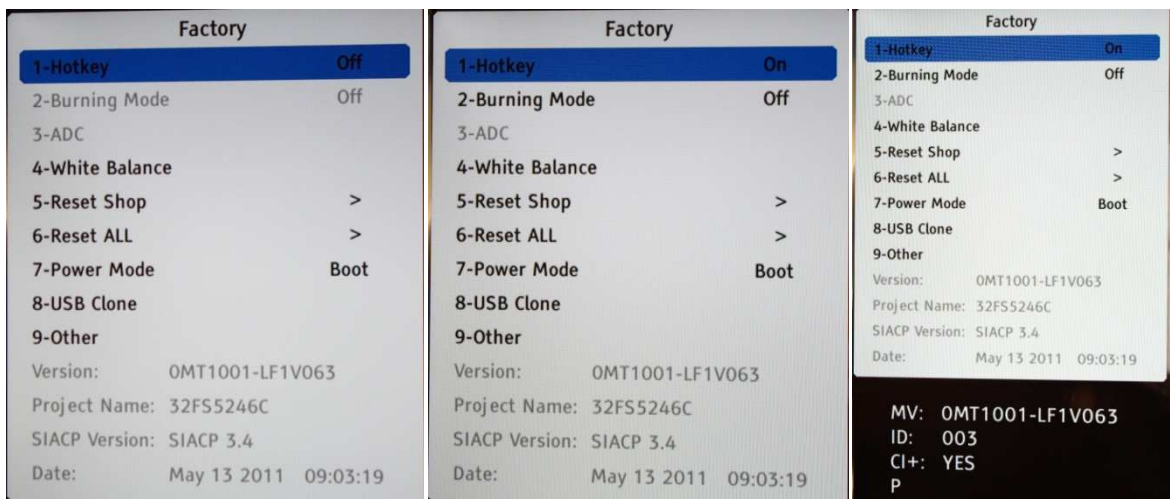 Factory
1-Hotkey Off
2-Burning Mode Off
3-ADC
4-White Balance
5-Reset Shop >
6-Reset ALL >
7-Power Mode Boot
8-USB Clone
9-Other
Version: 0MT1001-LF1V063
Project Name: 32FS5246C
SIACP Version: SIACP 3.4
Date: May 13 2011 09:03:19
Factory
1-Hotkey On
2-Burning Mode Off
3-ADC
4-White Balance
5-Reset Shop >
6-Reset ALL >
7-Power Mode Boot
8-USB Clone
9-Other
Version: 0MT1001-LF1V063
Project Name: 32FS5246C
SIACP Version: SIACP 3.4
Date: May 13 2011 09:03:19
Factory
1-Hotkey On
2-Burning Mode Off
3-ADC
4-White Balance
5-Reset Shop >
6-Reset ALL >
7-Power Mode Boot
8-USB Clone
9-Other
Version: 0MT1001-LF1V063
Project Name: 32FS5246C
SIACP Version: SIACP 3.4
Date: May 13 2011 09:03:19
MV: 0MT1001-LF1V063
ID: 003
CI+: YES
P